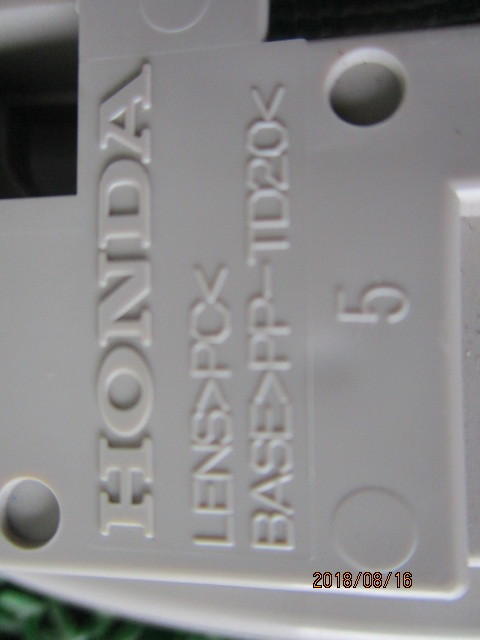 HONDA
LENS>PC<
BASE>PP-TD20<
5
2018/08/16